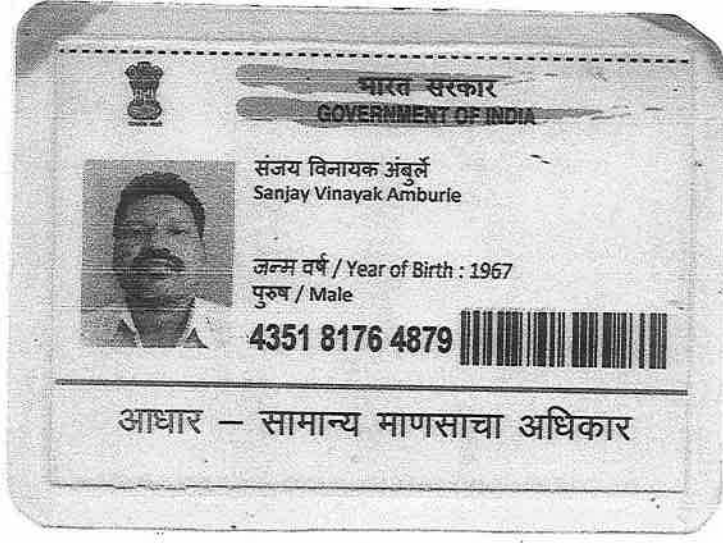 भारत सरकार
GOVERNMENT OF INDIA
संजय विनायक अंबुर्ले
Sanjay Vinayak Amburle
जन्म वर्ष / Year of Birth : 1967
पुरुष / Male
4351 8176 4879
आधार – सामान्य माणसाचा अधिकार